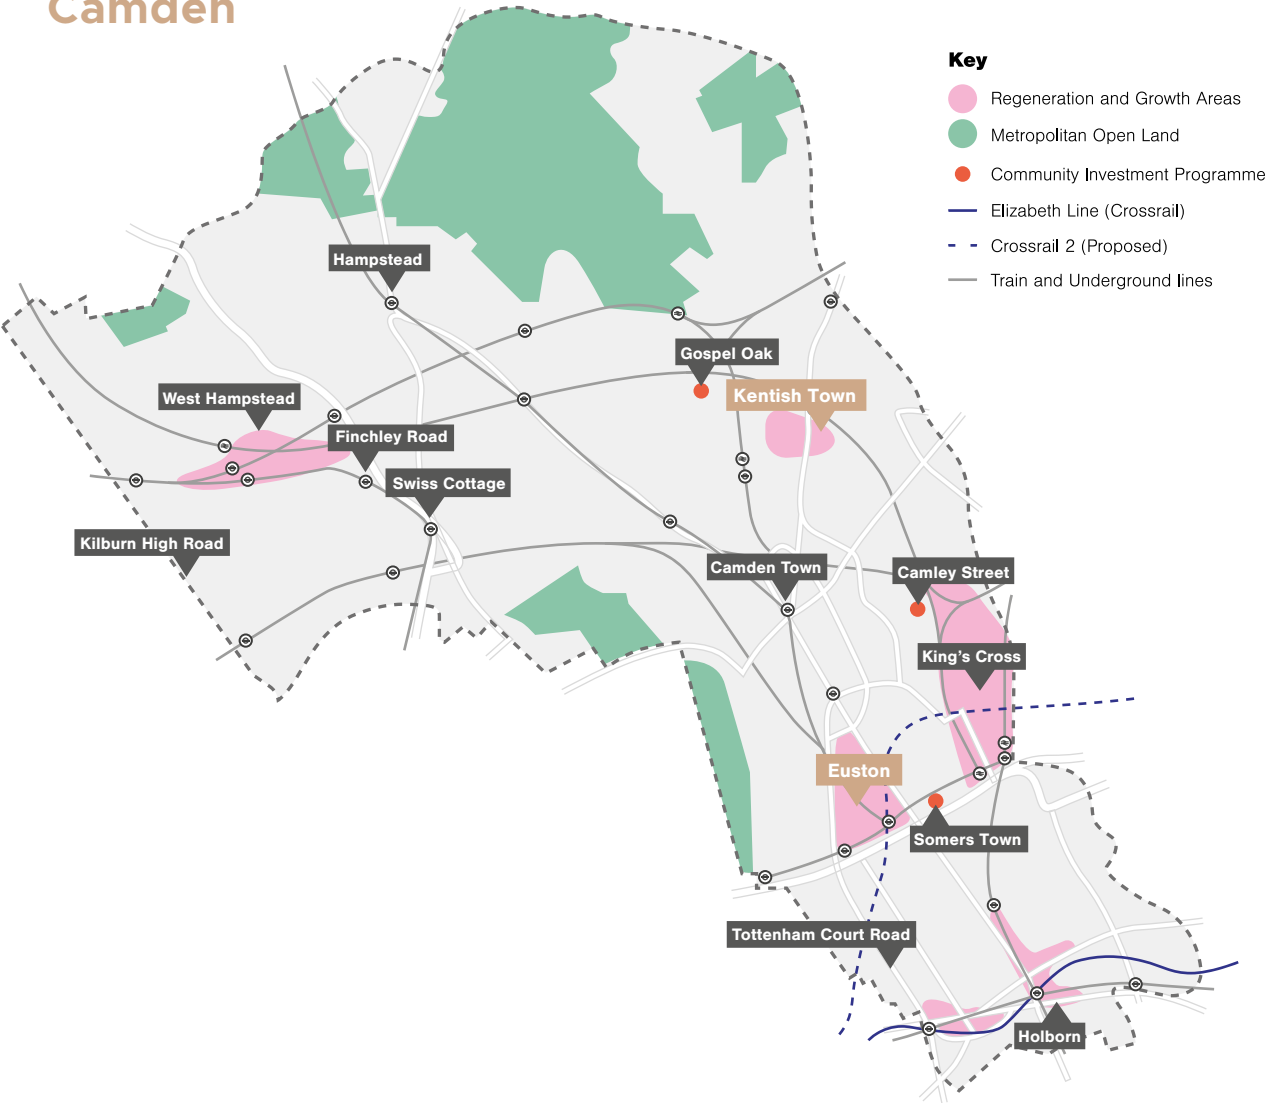 Camden
Key
Regeneration and Growth Areas
Metropolitan Open Land
Community Investment Programme
Elizabeth Line (Crossrail)
Crossrail 2 (Proposed)
Train and Underground lines
Hampstead
Gospel Oak
Kentish Town
West Hampstead
Finchley Road
Swiss Cottage
Kilburn High Road
Camden Town
Camley Street
King's Cross
Euston
Somers Town
Tottenham Court Road
Holborn